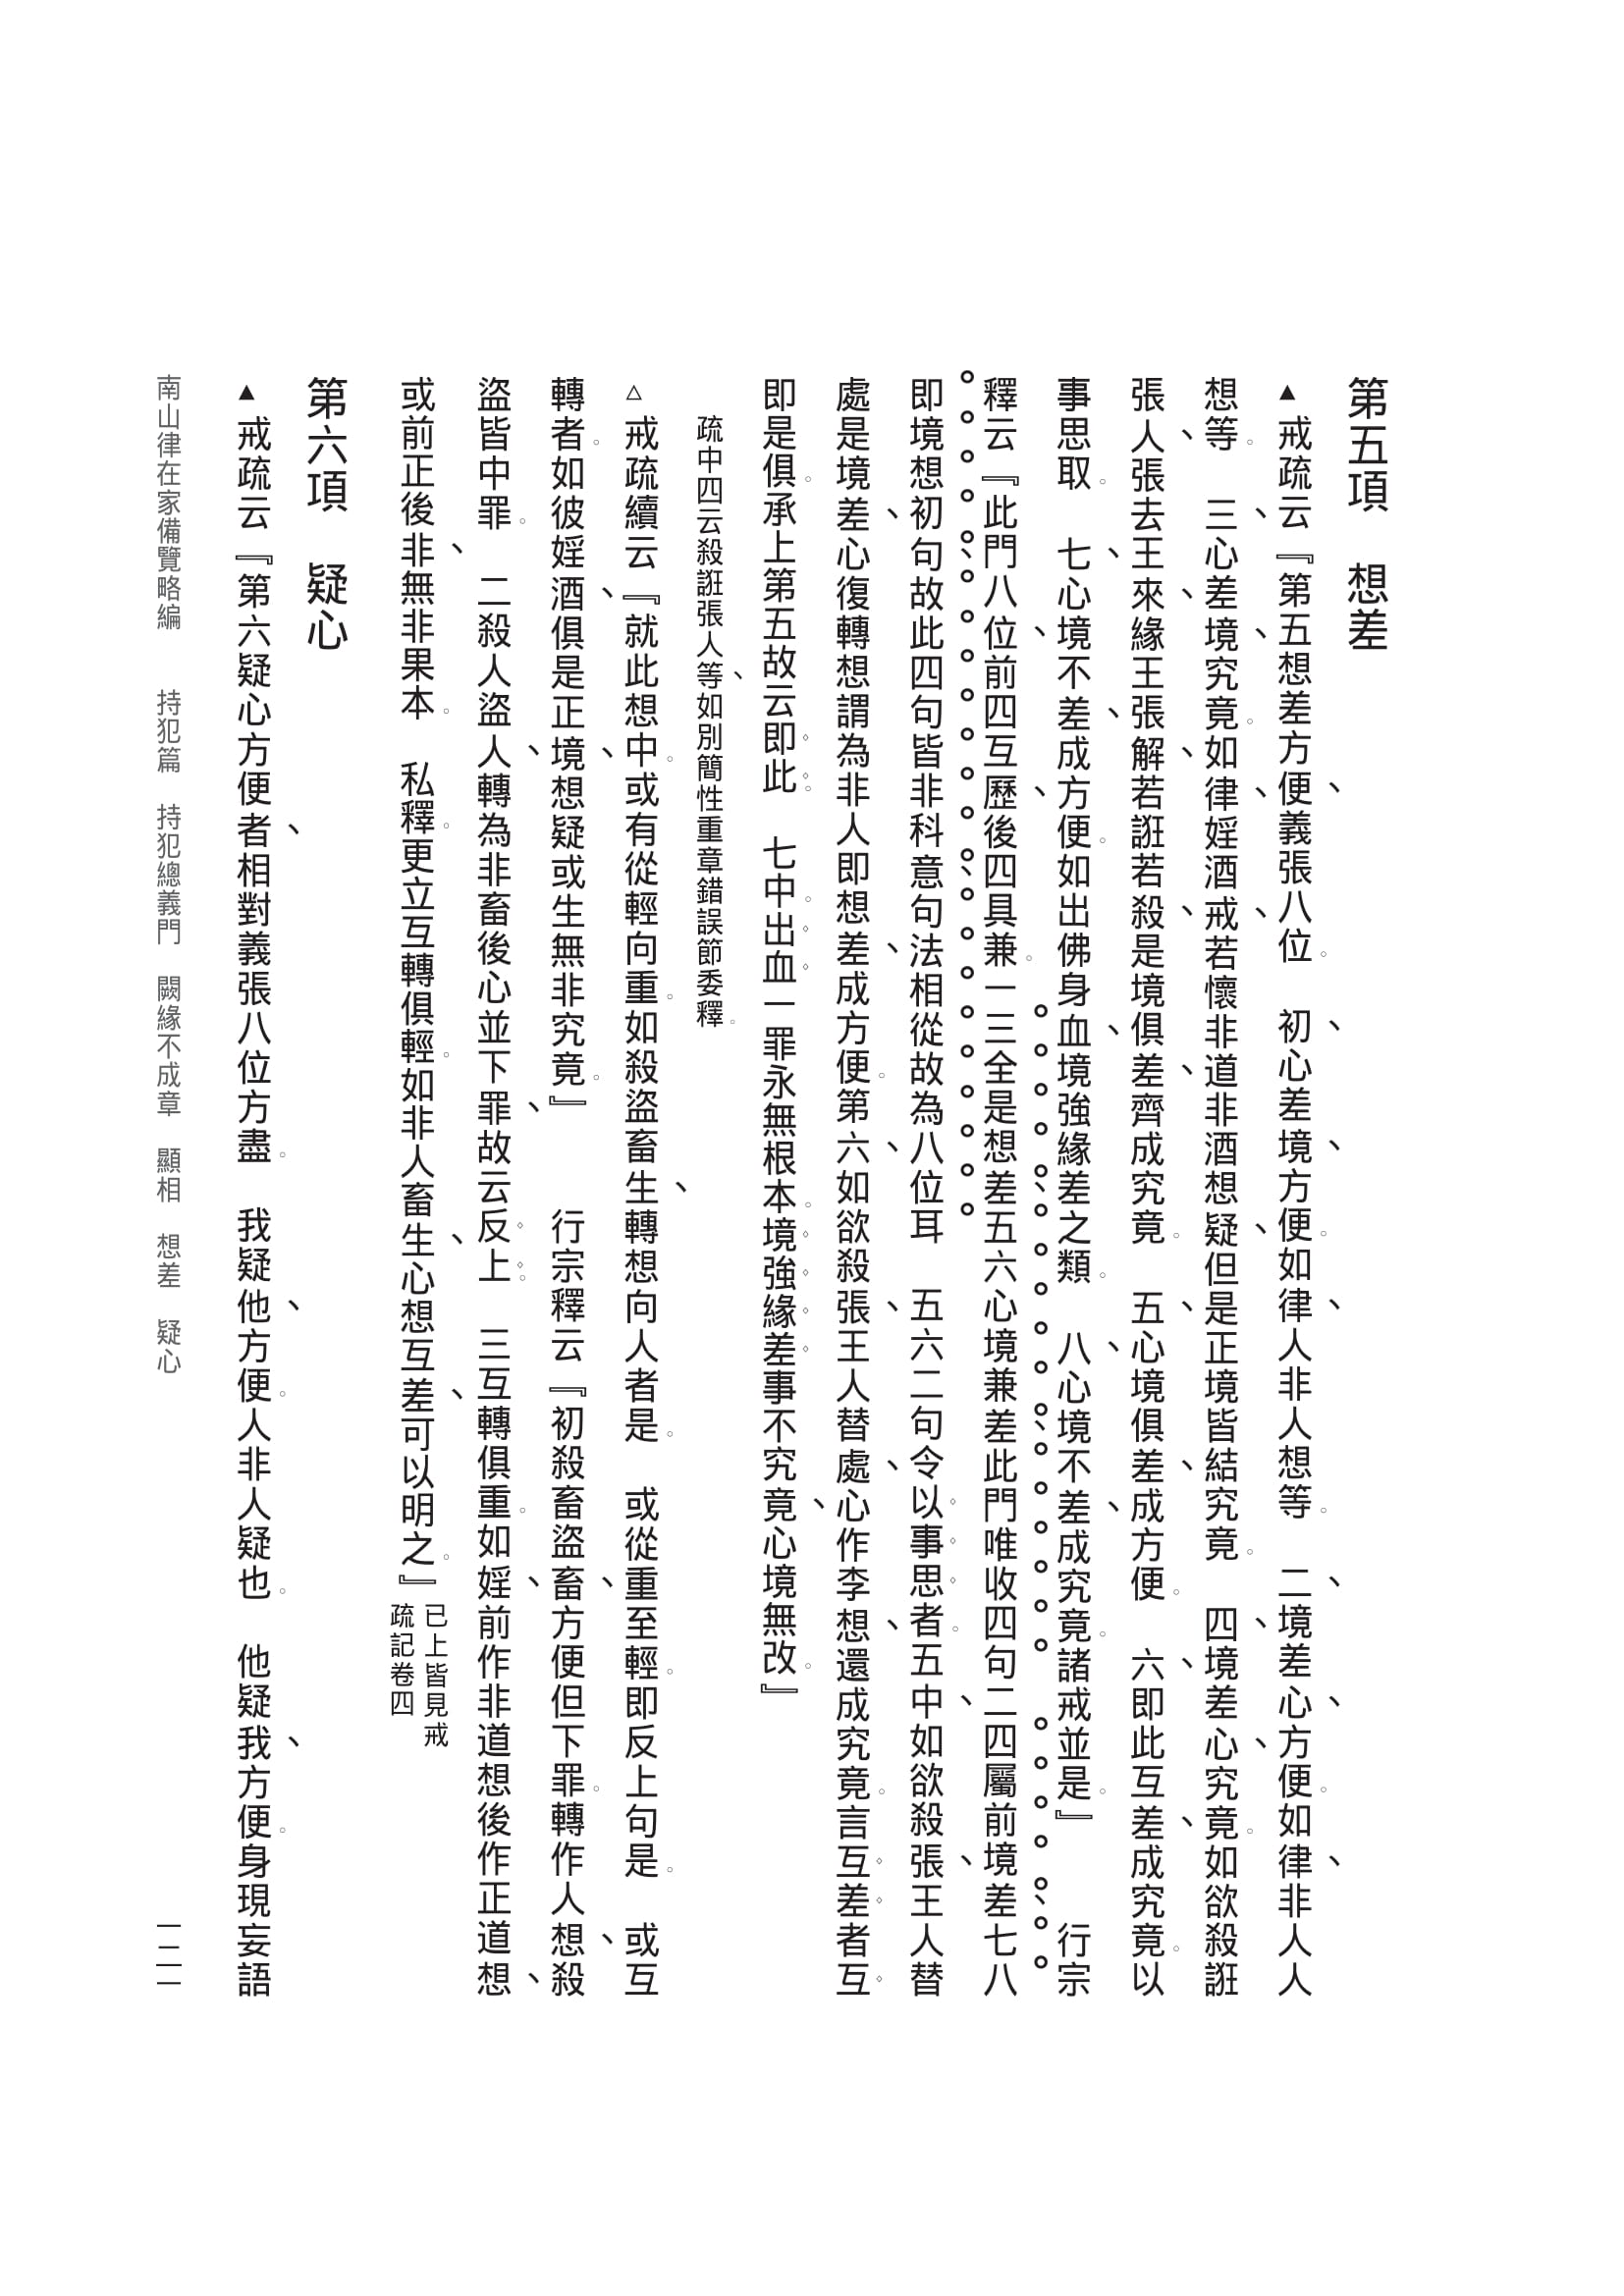 第五項　想差
▲戒疏云『第五想差方便、義張八位。　初、心差境、方便。如律、人非人想等。　二、境差心、方便。如律、非人人
想等。　三、心差境、究竟。如律、婬酒戒、若懷非道非酒想疑、但是正境皆結究竟。　四、境差心、究竟。如欲殺誑
張人、張去王來、緣王張解、若誑若殺、是境俱差、齊成究竟。　五、心境俱差、成方便。　六、即此互差、成究竟。以
事思取。　七、心境不差、成方便。如出佛身血、境強緣差之類。　八、心境不差、成究竟。諸戒並是。』　　行宗
釋云『此門八位、前四互歷、後四具兼。一三全是想差、五六心境兼差、此門唯收四句、二四屬前境差、七八
即境想初句、故此四句皆非科意、句法相從故為八位耳　五六二句令以事思者。五中、如欲殺張、王人替
處是境差、心復轉想謂為非人即想差、成方便。第六、如欲殺張、王人替處、心作李想、還成究竟。言互差者互
即是俱。承上第五故云即此。　七中。出血一罪永無根本。境強緣差事不究竟、心境無改。』
疏中四云殺誑張人等、如別簡性重章錯誤節委釋。
△戒疏續云『就此想中。或有從輕向重。如殺盜畜生、轉想向人者是。　或從重至輕。即反上句是。　或互
轉者。如彼婬酒、俱是正境、想疑或生無非究竟。』　　行宗釋云『初殺畜盜畜、方便但下罪。轉作人想、殺
盜皆中罪。　二殺人盜人、轉為非畜後心並下罪、故云反上。　三互轉俱重。如婬、前作非道想後作正道想、
或前正後非、無非果本。　私釋。更立互轉俱輕。如非人畜生、心想互差、可以明之。』已上皆見戒
疏記卷四
第六項　疑心
▲戒疏云『第六疑心方便者、相對義張八位方盡。　我疑他、方便。人非人疑也。　他疑我、方便。身現妄語
南山律在家備覽略編　　持犯篇　持犯總義門　闕緣不成章　顯相　想差　疑心
一二一